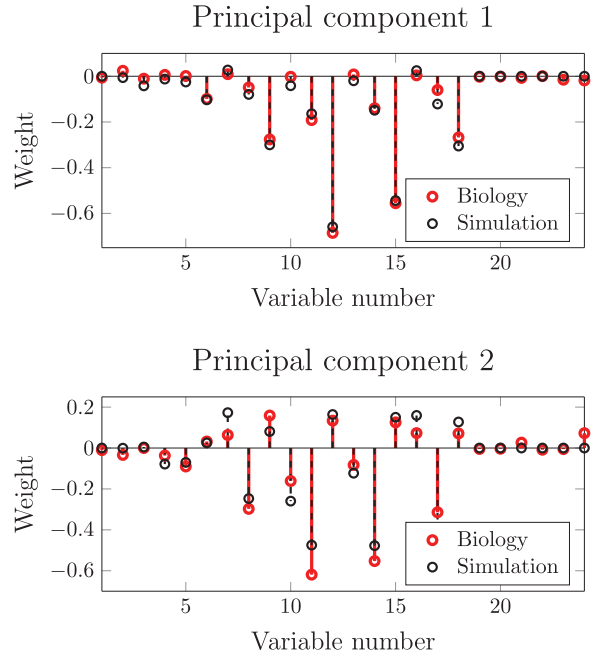 Principal component 1
0
−0.2
−0.4
−0.6
Weight
Biology
Simulation
5 10 15 20
Variable number
Principal component 2
0.2
0
−0.2
−0.4
−0.6
Weight
Biology
Simulation
5 10 15 20
Variable number